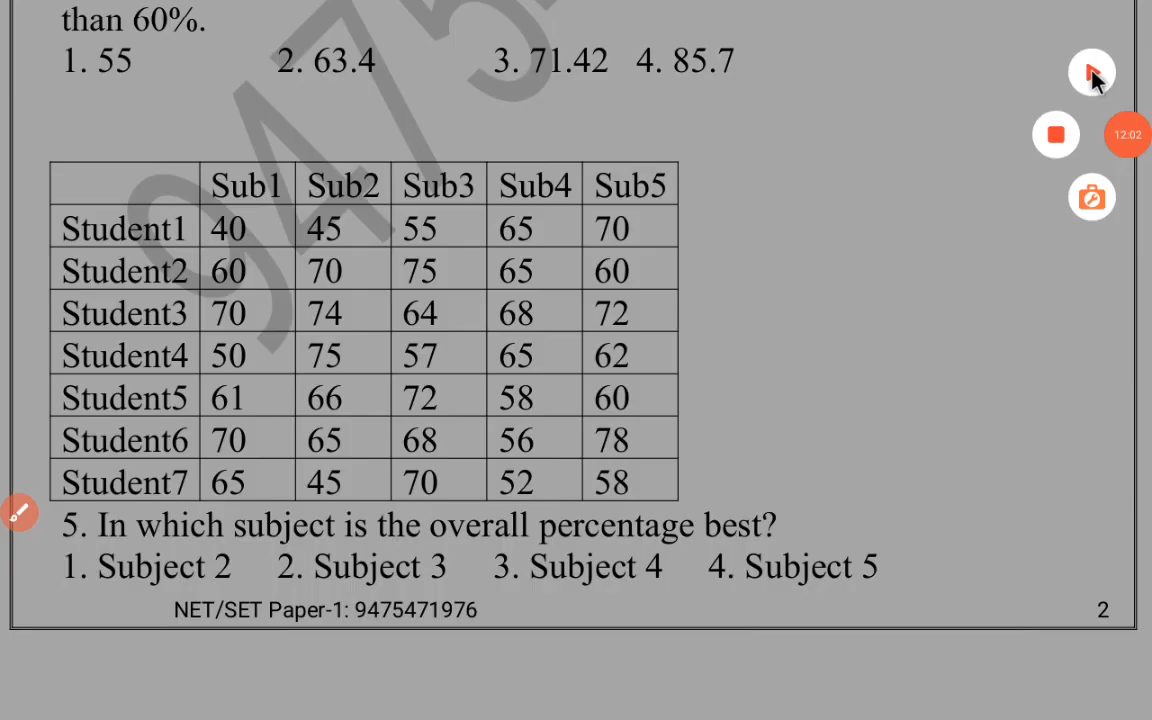 than 60%.
1. 55 2. 63.4 3. 71.42 4. 85.7
Sub1 Sub2 Sub3 Sub4 Sub5
Student1 40 45 55 65 70
Student2 60 70 75 65 60
Student3 70 74 64 68 72
Student4 50 75 57 65 62
Student5 61 66 72 58 60
Student6 70 65 68 56 78
Student7 65 45 70 52 58
5. In which subject is the overall percentage best?
1. Subject 2 2. Subject 3 3. Subject 4 4. Subject 5
NET/SET Paper-1: 9475471976 2
9475
12:02